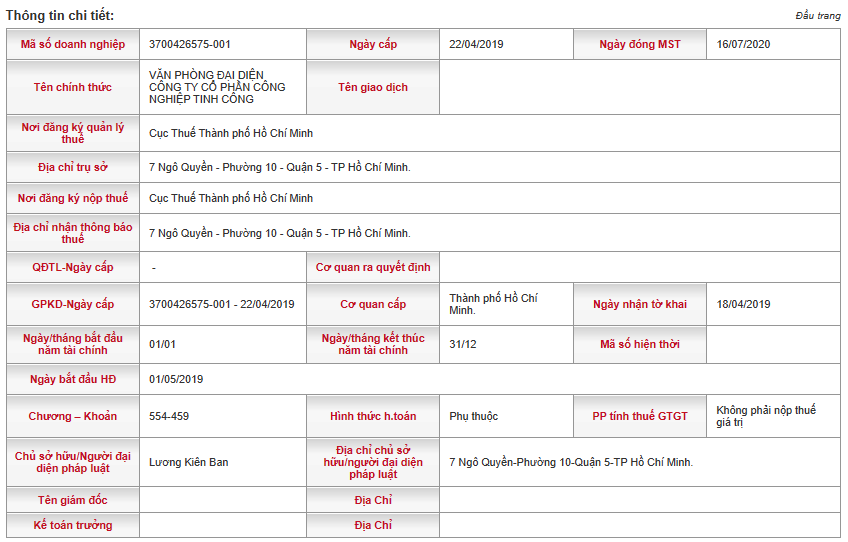 Thông tin chi tiết:
Đầu trang
Mã số doanh nghiệp 3700426575-001 Ngày cấp 22/04/2019 Ngày đóng MST 16/07/2020
Tên chính thức
VĂN PHÒNG ĐẠI DIỆN
CÔNG TY CỔ PHẦN CÔNG
NGHIỆP TINH CÔNG
Tên giao dịch
Nơi đăng ký quản lý
thuế
Cục Thuế Thành phố Hồ Chí Minh
Địa chỉ trụ sở 7 Ngô Quyền - Phường 10 - Quận 5 - TP Hồ Chí Minh.
Nơi đăng ký nộp thuế Cục Thuế Thành phố Hồ Chí Minh
Địa chỉ nhận thông báo
thuế
7 Ngô Quyền - Phường 10 - Quận 5 - TP Hồ Chí Minh.
QĐTL-Ngày cấp - Cơ quan ra quyết định
GPKD-Ngày cấp 3700426575-001 - 22/04/2019 Cơ quan cấp
Thành phố Hồ Chí
Minh.
Ngày nhận tờ khai 18/04/2019
Ngày/tháng bắt đầu
năm tài chính
01/01
Ngày/tháng kết thúc
năm tài chính
31/12
Mã số hiện thời
Ngày bắt đầu HĐ 01/05/2019
Chương – Khoản 554-459 Hình thức h.toán Phụ thuộc PP tính thuế GTGT
Không phải nộp thuế
giá trị
Chủ sở hữu/Người đại
diện pháp luật
Lương Kiên Ban
Địa chỉ chủ sở
hữu/người đại diện
pháp luật
7 Ngô Quyền-Phường 10-Quận 5-TP Hồ Chí Minh.
Tên giám đốc Địa Chỉ
Kế toán trưởng Địa Chỉ